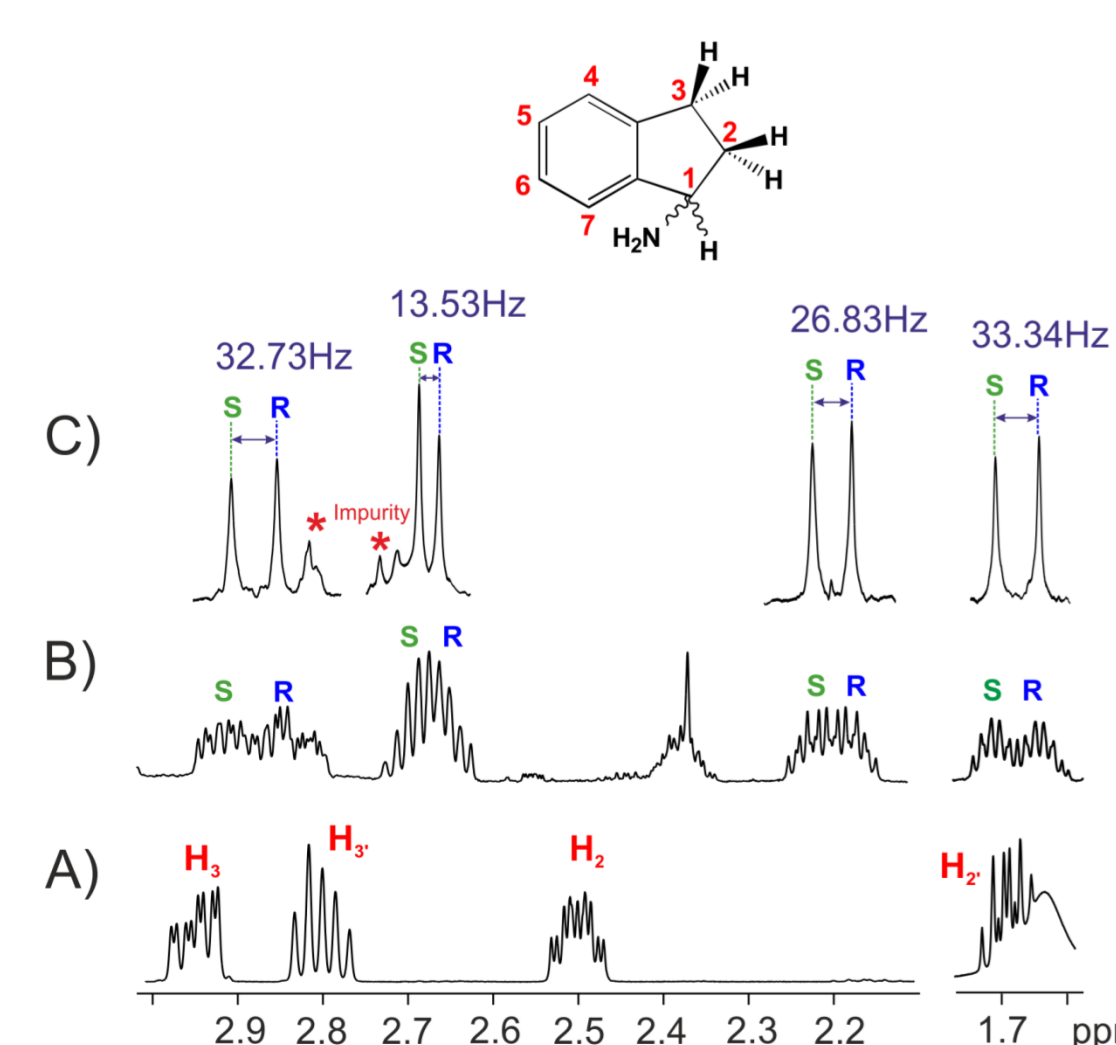 H
4
3
H
5
2
H
6
1
H
7
H₂N
H
13.53Hz
26.83Hz
33.34Hz
32.73Hz
S R
S R
S R
S R
C)
Impurity
*
*
B)
S R
S R
S R
S R
A)
H₃
H₃'
H₂
H₂'
2.9 2.8 2.7 2.6 2.5 2.4 2.3 2.2 1.7